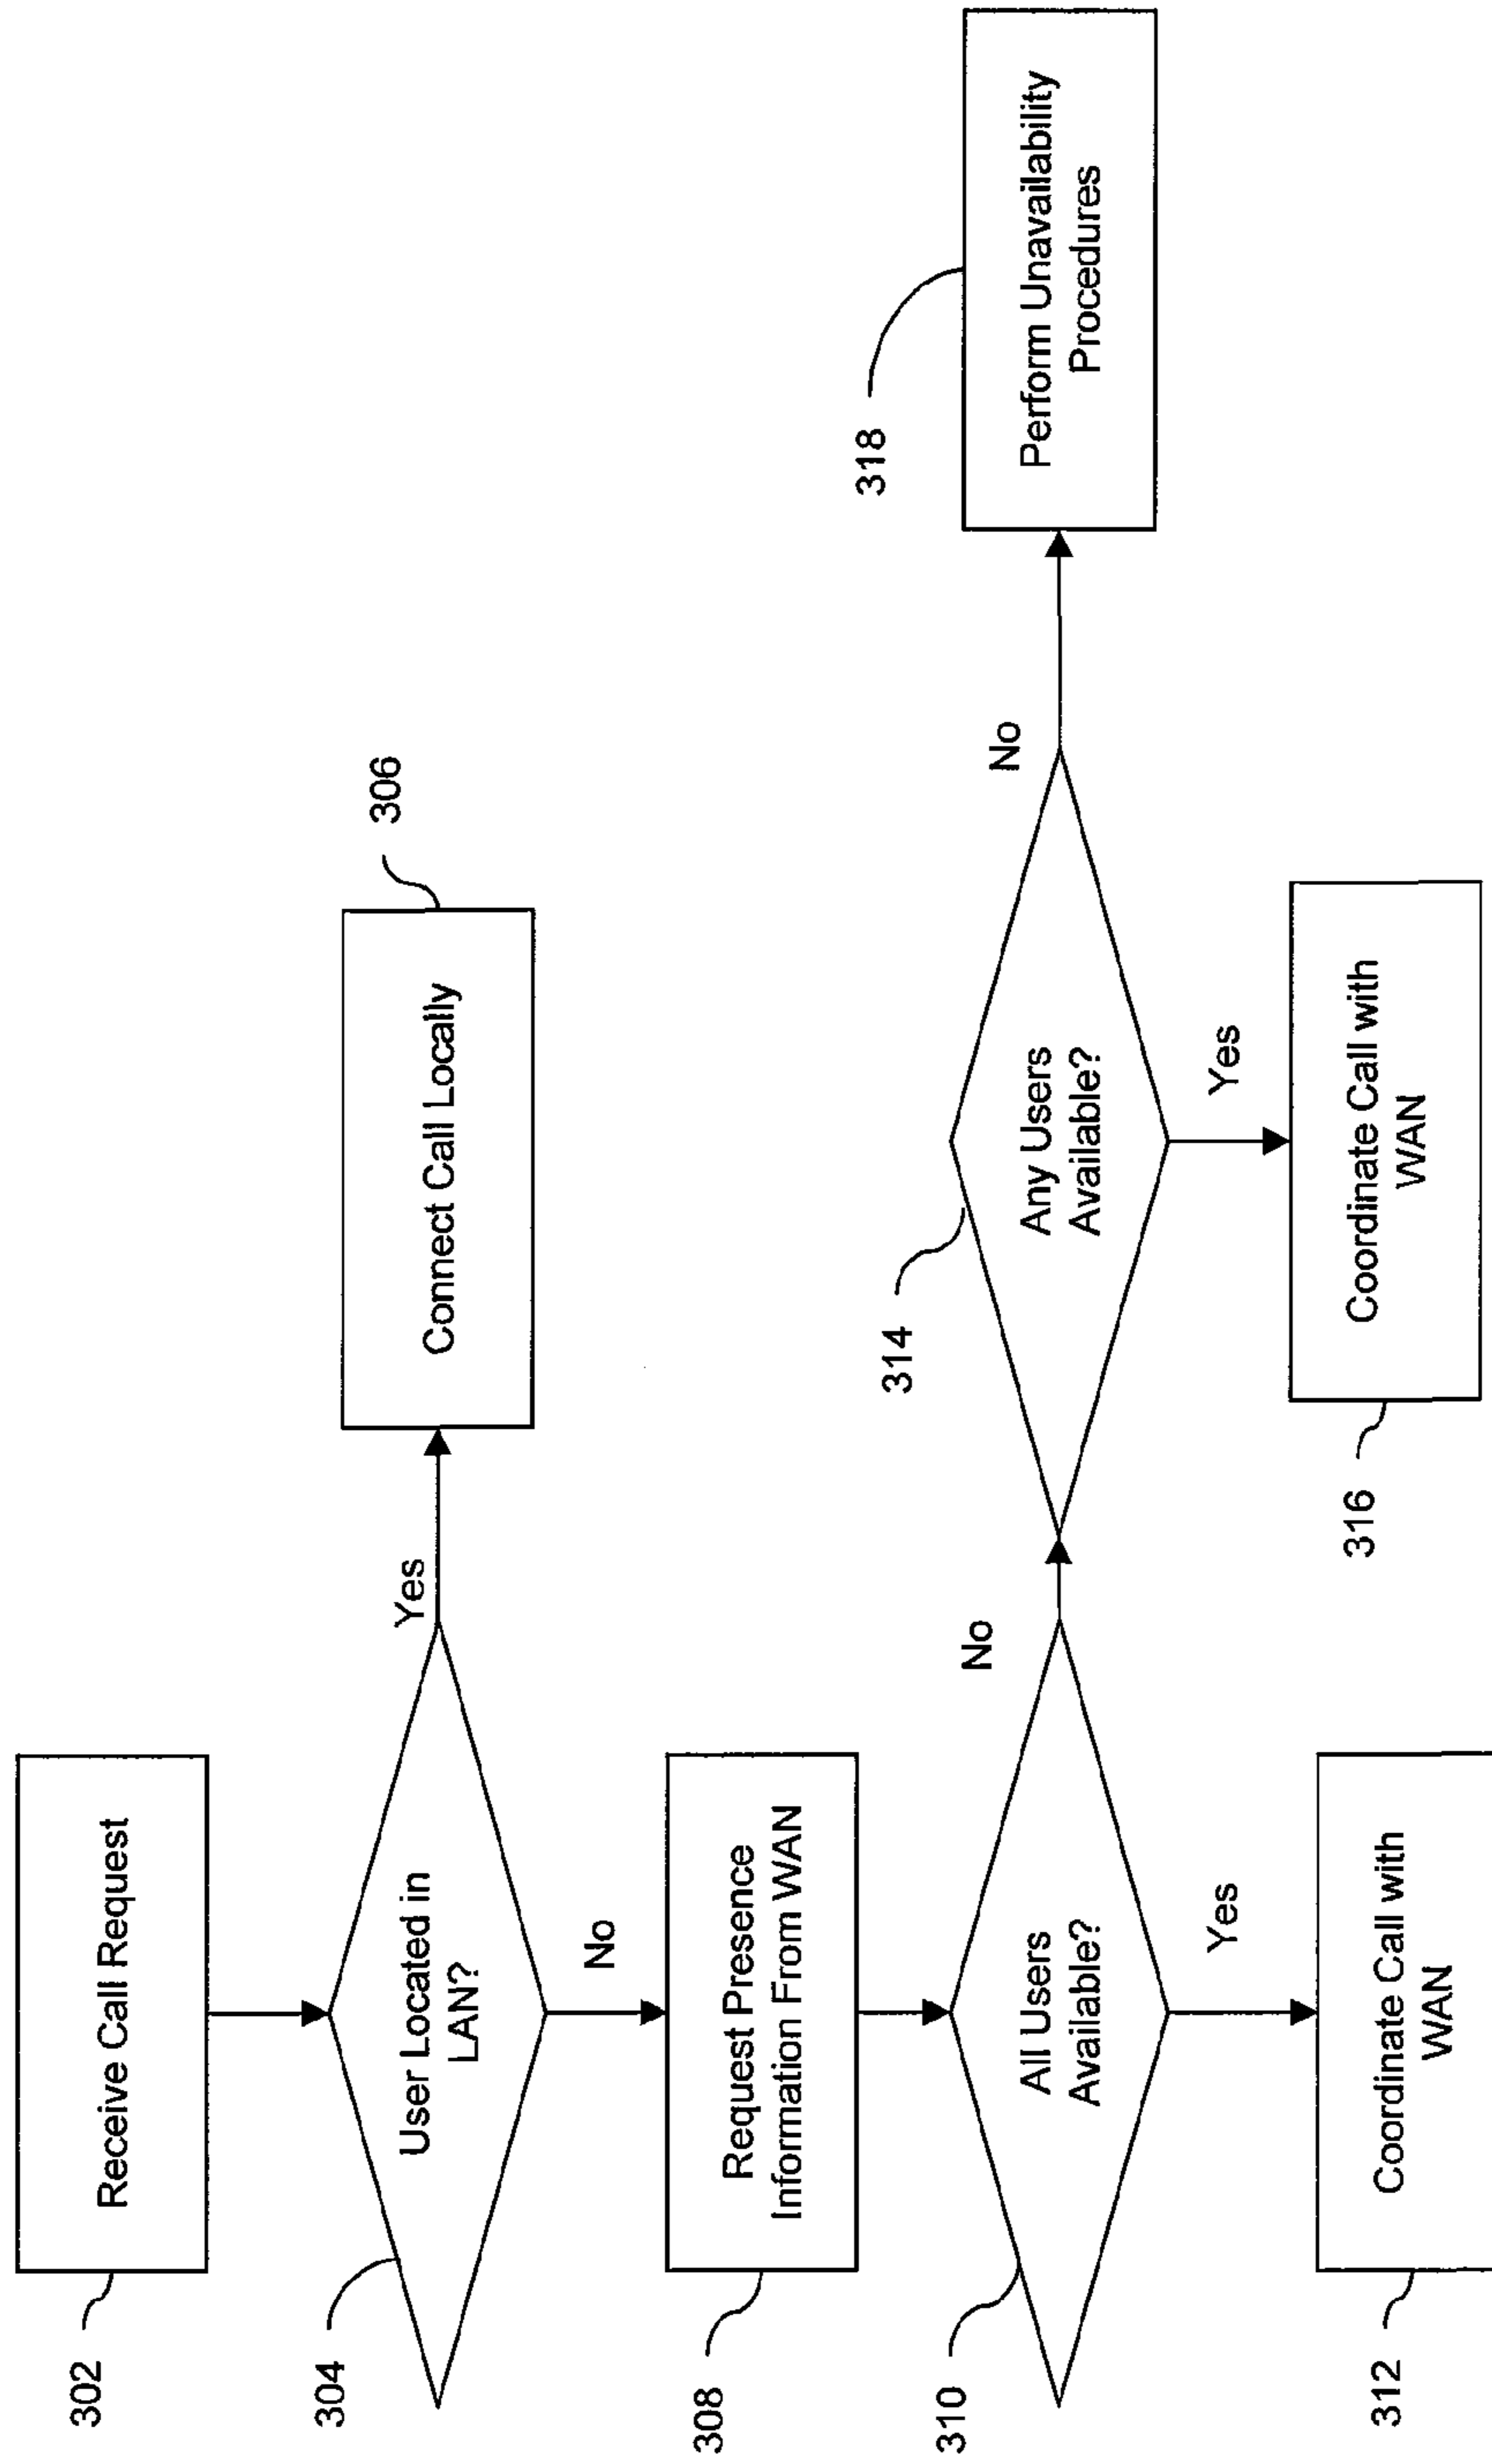 302
Receive Call Request
304
User Located in
LAN?
Yes
Connect Call Locally
306
No
308
Request Presence
Information From WAN
310
All Users
Available?
No
314
Any Users
Available?
No
318
Perform Unavailability
Procedures
Yes
312
Coordinate Call with
WAN
Yes
316
Coordinate Call with
WAN